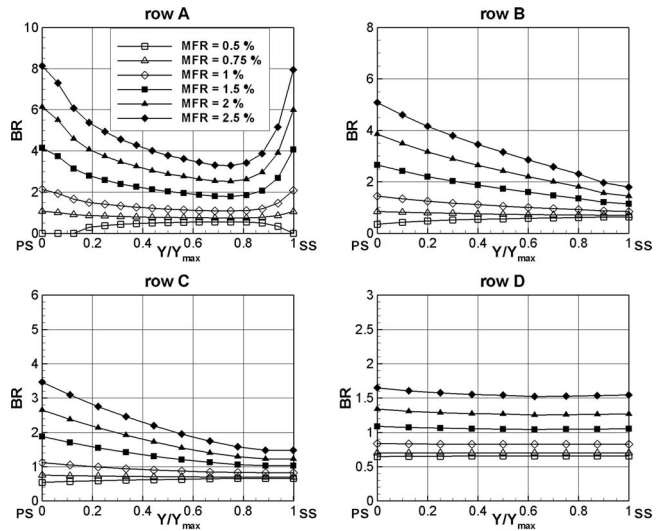 row A
BR
10
8
6
4
2
0
MFR = 0.5 %
MFR = 0.75 %
MFR = 1 %
MFR = 1.5 %
MFR = 2 %
MFR = 2.5 %
0 0.2 0.4 0.6 0.8 1
PS Y/Ymax SS
row B
BR
8
6
4
2
0
0 0.2 0.4 0.6 0.8 1
PS Y/Ymax SS
row C
BR
6
5
4
3
2
1
0
0 0.2 0.4 0.6 0.8 1
PS Y/Ymax SS
row D
BR
3
2.5
2
1.5
1
0.5
0
0 0.2 0.4 0.6 0.8 1
PS Y/Ymax SS